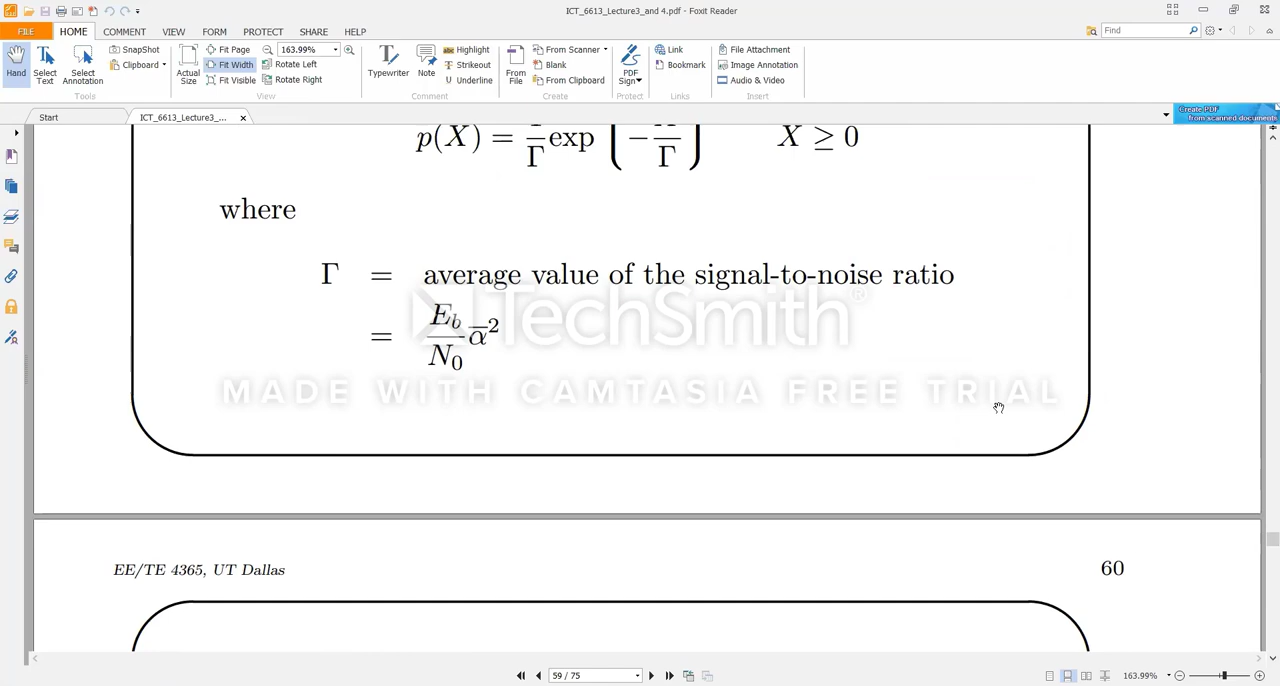 ICT_6613_Lecture3_and 4.pdf - Foxit Reader
FILE HOME COMMENT VIEW FORM PROTECT SHARE HELP
Find
Hand
Select Text
Select Annotation
SnapShot
Clipboard
Tools
Actual Size
Fit Page
Fit Width
Fit Visible
163.99%
Rotate Left
Rotate Right
View
Typewriter
Note
Highlight
Strikeout
Underline
Comment
From File
From Scanner
Blank
From Clipboard
Create
PDF Sign
Protect
Link
Bookmark
Links
File Attachment
Image Annotation
Audio & Video
Insert
Start
ICT_6613_Lecture3_...
Create PDF
from scanned documents
p(X) = 1/Γ exp (−X/Γ) X ≥ 0
where
Γ = average value of the signal-to-noise ratio
= E_b/N_0 α̅²
TechSmith®
MADE WITH CAMTASIA FREE TRIAL
EE/TE 4365, UT Dallas
60
59 / 75
163.99%